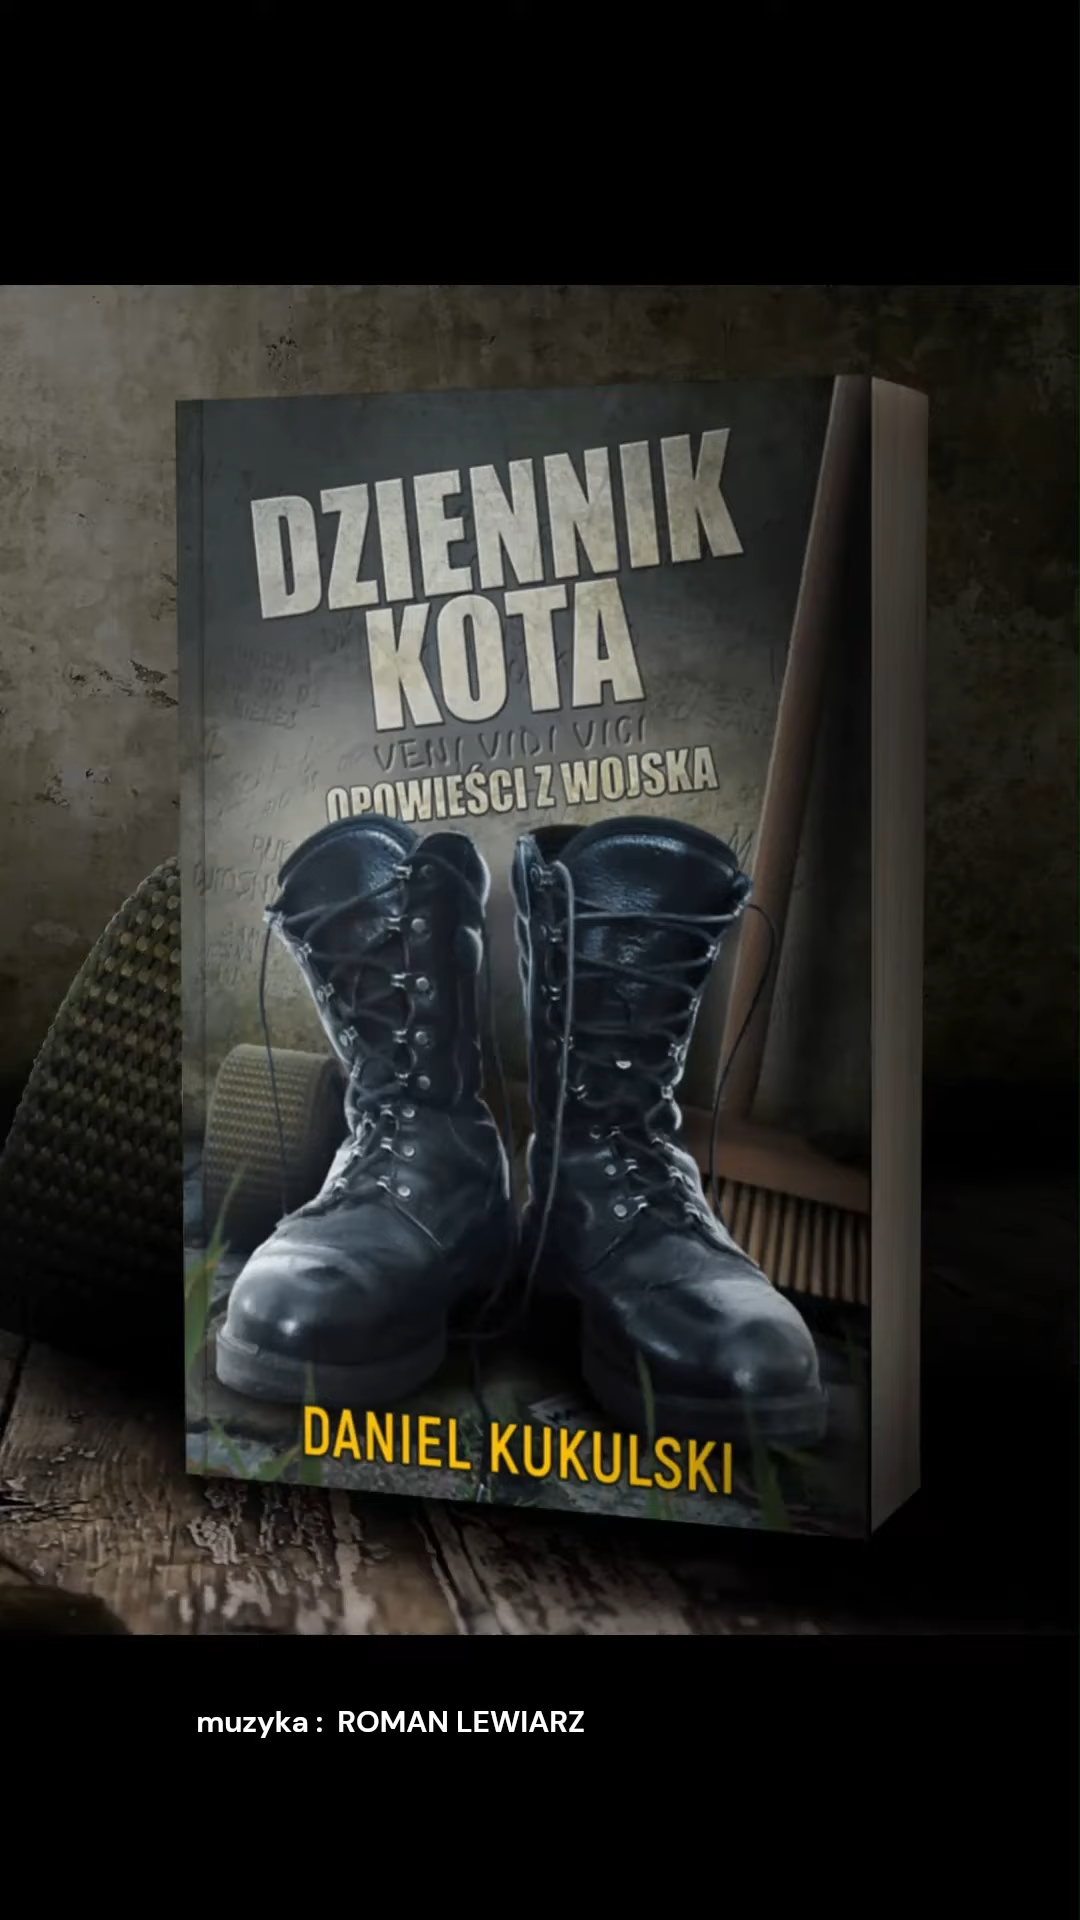 DZIENNIK
KOTA
VENI VIDI VICI
OPOWIEŚCI Z WOJSKA
DANIEL KUKULSKI
muzyka : ROMAN LEWIARZ